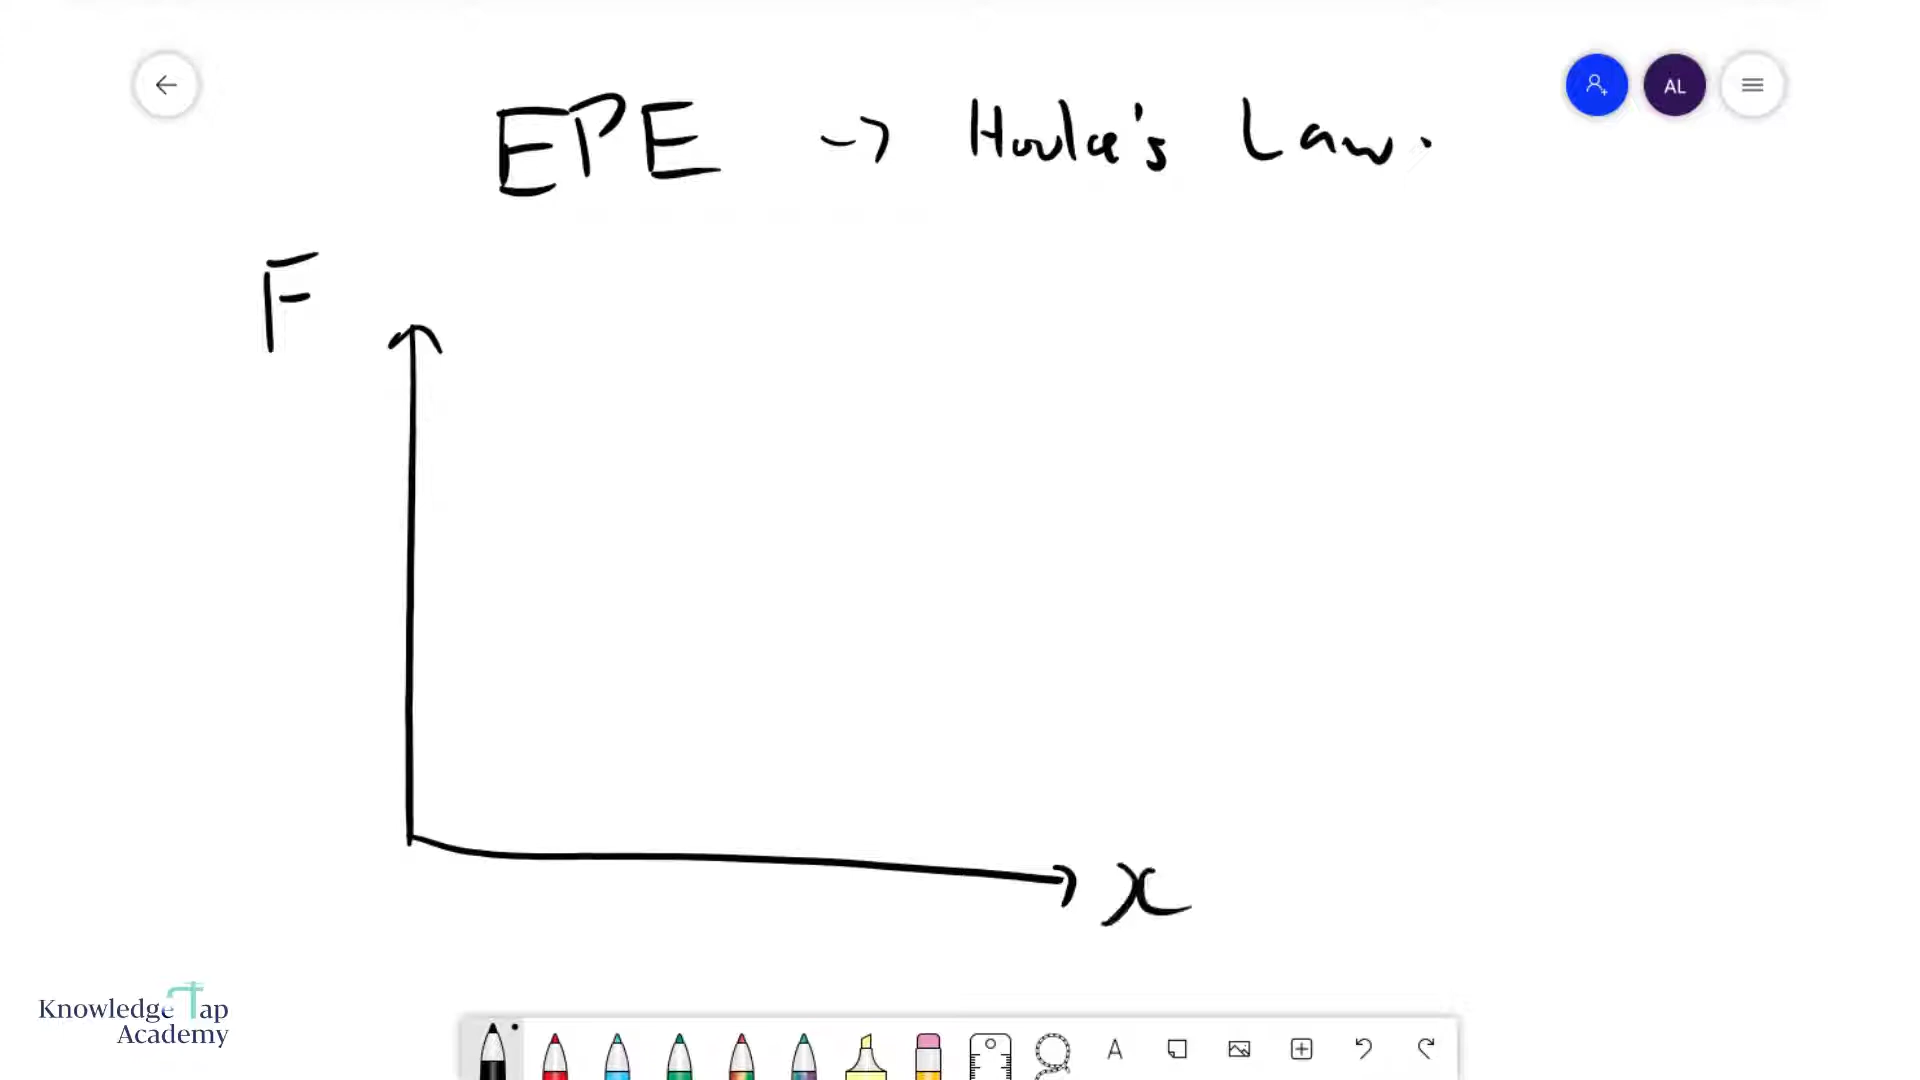 AL
EPE → Hooke's Law.
F
x
Knowledge Tap
Academy
A